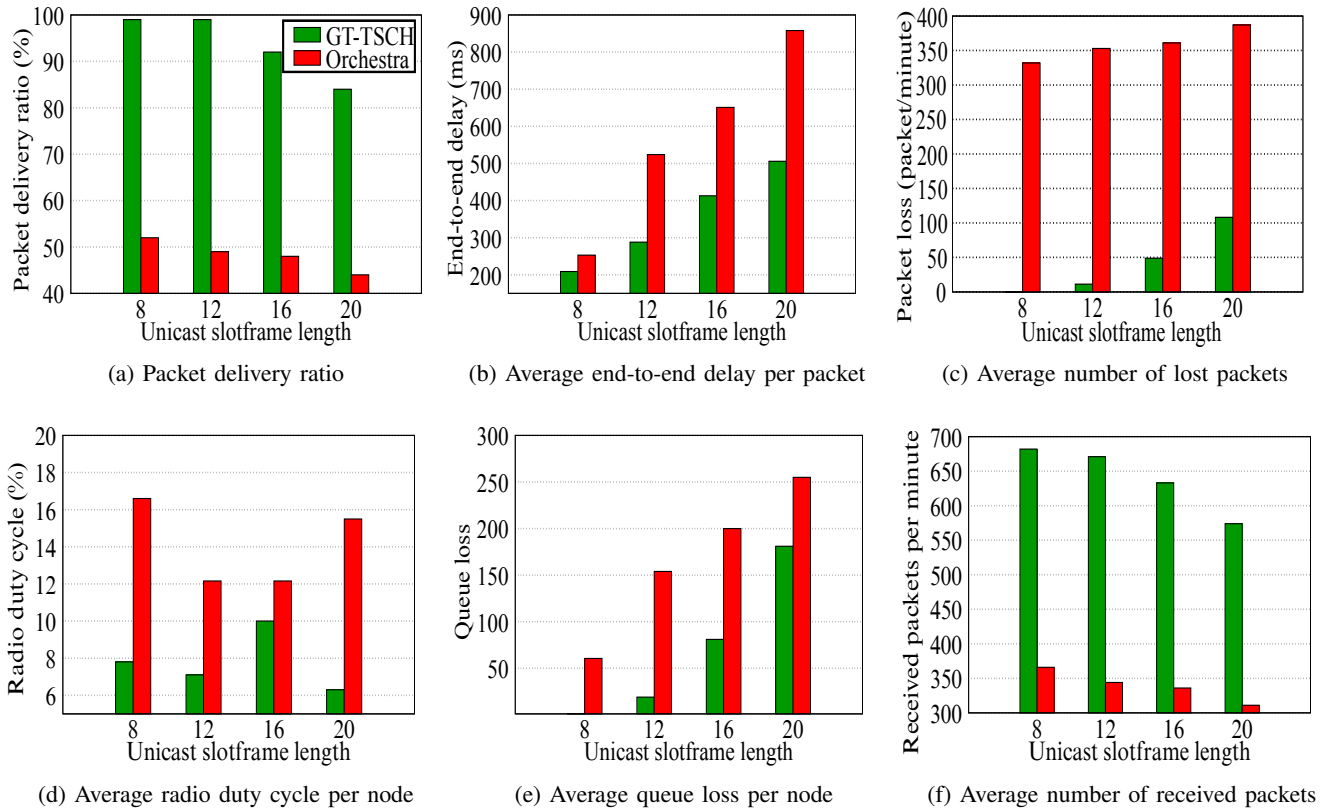 Packet delivery ratio (%)
100
90
80
70
60
50
40
GT-TSCH
Orchestra
8 12 16 20
Unicast slotframe length
(a) Packet delivery ratio
End-to-end delay (ms)
900
800
700
600
500
400
300
200
8 12 16 20
Unicast slotframe length
(b) Average end-to-end delay per packet
Packet loss (packet/minute)
400
350
300
250
200
150
100
50
0
8 12 16 20
Unicast slotframe length
(c) Average number of lost packets
Radio duty cycle (%)
20
18
16
14
12
10
8
6
8 12 16 20
Unicast slotframe length
(d) Average radio duty cycle per node
Queue loss
300
250
200
150
100
50
8 12 16 20
Unicast slotframe length
(e) Average queue loss per node
Received packets per minute
700
650
600
550
500
450
400
350
300
8 12 16 20
Unicast slotframe length
(f) Average number of received packets